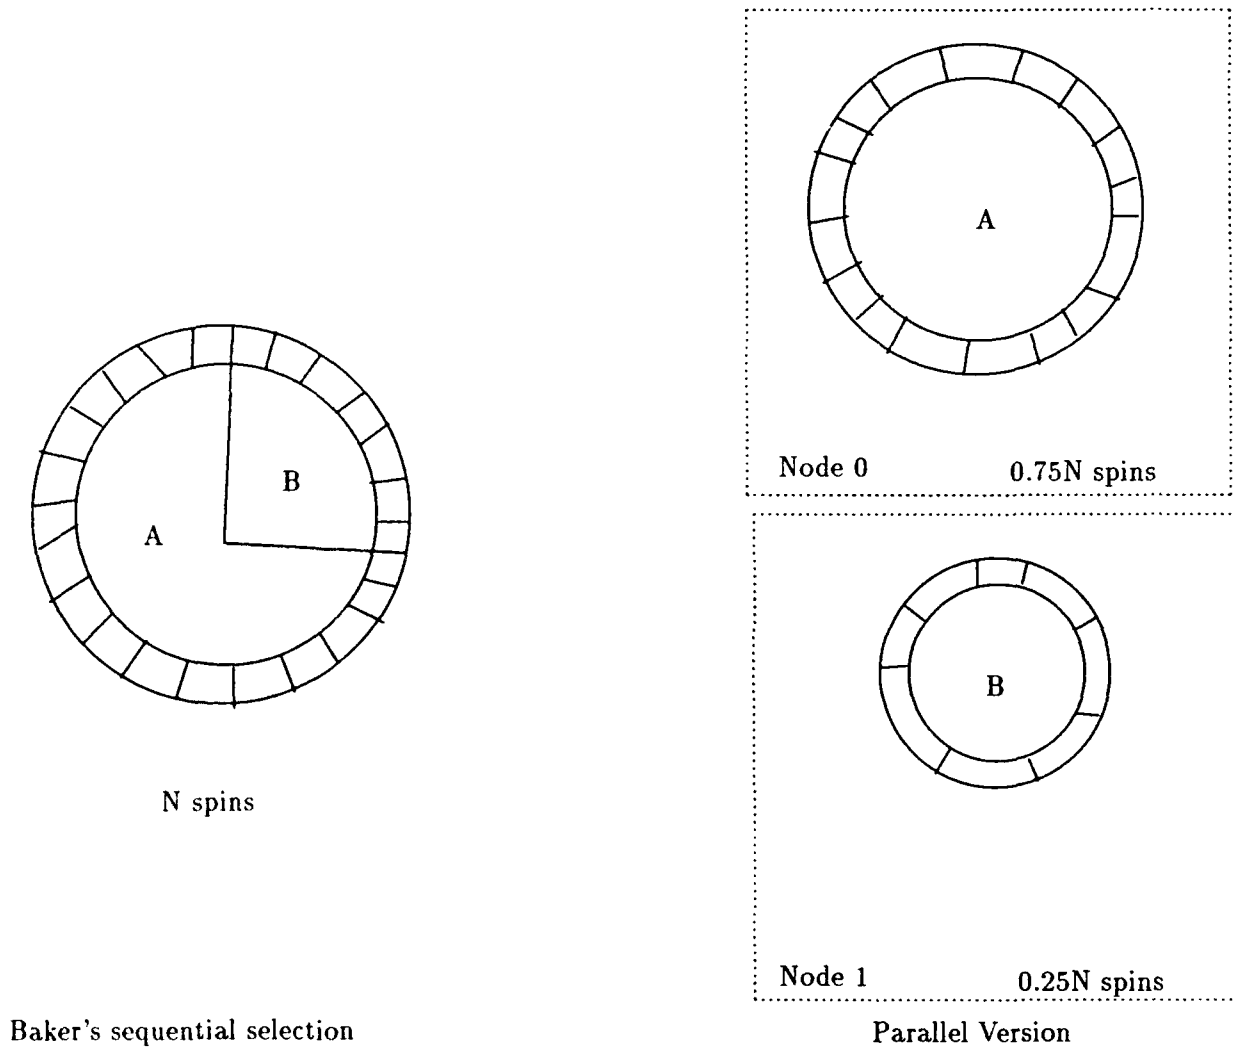 A
B
N spins
Baker's sequential selection
A
Node 0 0.75N spins
B
Node 1 0.25N spins
Parallel Version